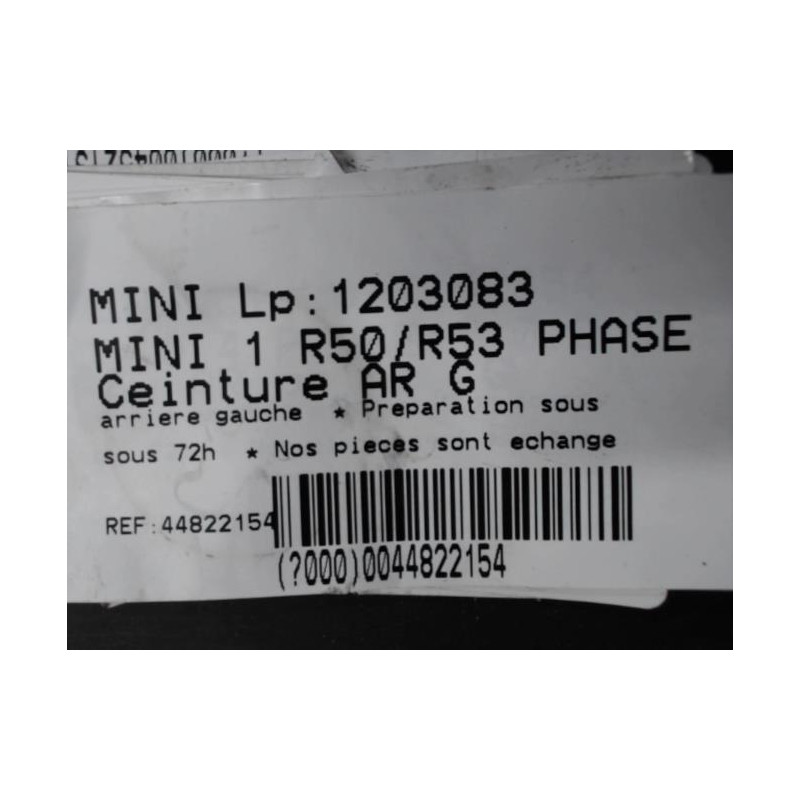 MINI Lp:1203083
MINI 1 R50/R53 PHASE
Ceinture AR G
arriere gauche * Preparation sous
sous 72h * Nos pieces sont echange
REF:44822154
(?000)0044822154